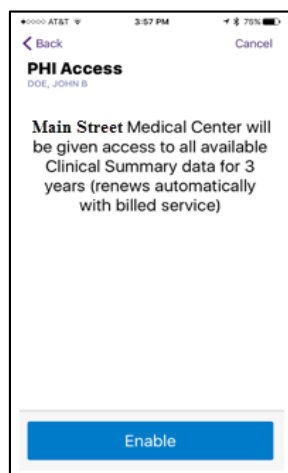 ●○○○○ AT&T 3:57 PM 75%
Back Cancel
PHI Access
DOE, JOHN B
Main Street Medical Center will
be given access to all available
Clinical Summary data for 3
years (renews automatically
with billed service)
Enable